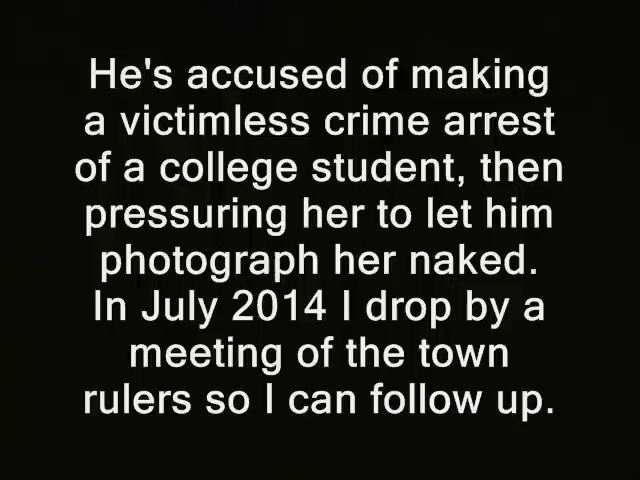 He's accused of making
a victimless crime arrest
of a college student, then
pressuring her to let him
photograph her naked.
In July 2014 I drop by a
meeting of the town
rulers so I can follow up.